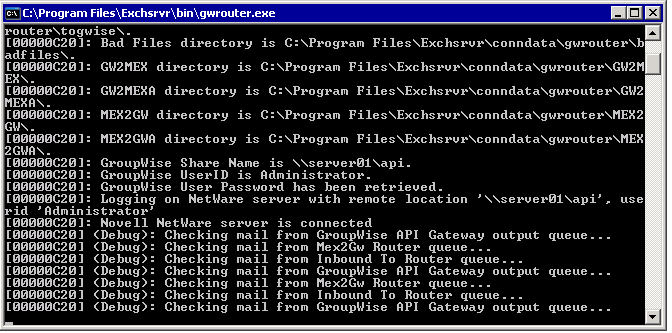 C:\Program Files\Exchsrvr\bin\gwrouter.exe
router\togwise\.
[00000C20]: Bad Files directory is C:\Program Files\Exchsrvr\conndata\gwrouter\b
adfiles\.
[00000C20]: GW2MEX directory is C:\Program Files\Exchsrvr\conndata\gwrouter\GW2M
EX\.
[00000C20]: GW2MEXA directory is C:\Program Files\Exchsrvr\conndata\gwrouter\GW2
MEXA\.
[00000C20]: MEX2GW directory is C:\Program Files\Exchsrvr\conndata\gwrouter\MEX2
GW\.
[00000C20]: MEX2GWA directory is C:\Program Files\Exchsrvr\conndata\gwrouter\MEX
2GWA\.
[00000C20]: GroupWise Share Name is \\server01\api.
[00000C20]: GroupWise UserID is Administrator.
[00000C20]: GroupWise User Password has been retrieved.
[00000C20]: Logging on NetWare server with remote location '\\server01\api', use
rid 'Administrator'
[00000C20]: Novell NetWare server is connected
[00000C20] <Debug>: Checking mail from GroupWise API Gateway output queue...
[00000C20] <Debug>: Checking mail from Mex2Gw Router queue...
[00000C20] <Debug>: Checking mail from Inbound To Router queue...
[00000C20] <Debug>: Checking mail from GroupWise API Gateway output queue...
[00000C20] <Debug>: Checking mail from Mex2Gw Router queue...
[00000C20] <Debug>: Checking mail from Inbound To Router queue...
[00000C20] <Debug>: Checking mail from GroupWise API Gateway output queue...